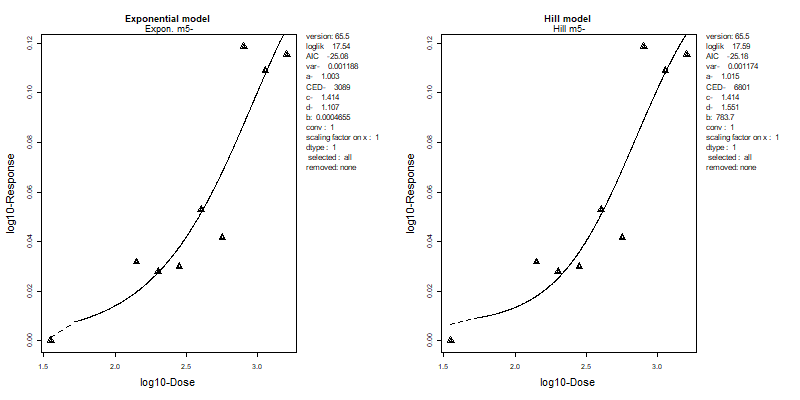 Exponential model
Expon. m5-
version: 65.5
loglik 17.54
AIC -25.08
var- 0.001188
a- 1.003
CED- 3089
c- 1.414
d- 1.107
b: 0.0004655
conv : 1
scaling factor on x : 1
dtype : 1
selected : all
removed: none
log10-Response
0.00 0.02 0.04 0.06 0.08 0.10 0.12
1.5 2.0 2.5 3.0
log10-Dose
Hill model
Hill m5-
version: 65.5
loglik 17.59
AIC -25.18
var- 0.001174
a- 1.015
CED- 6801
c- 1.414
d- 1.551
b: 783.7
conv : 1
scaling factor on x : 1
dtype : 1
selected : all
removed: none
log10-Response
0.00 0.02 0.04 0.06 0.08 0.10 0.12
1.5 2.0 2.5 3.0
log10-Dose